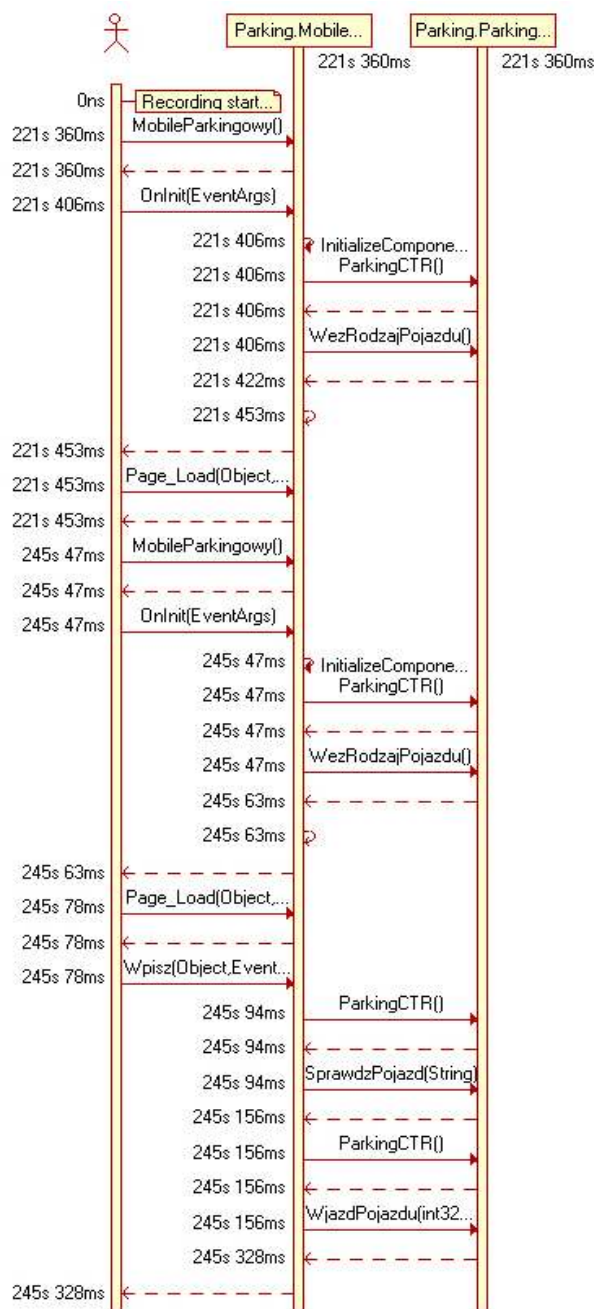 Parking.Mobile... Parking.Parking...
221s 360ms 221s 360ms
0ns Recording start...
221s 360ms MobileParkingowy()
221s 360ms
221s 406ms OnInit(EventArgs)
221s 406ms InitializeCompone...
221s 406ms ParkingCTR()
221s 406ms
221s 406ms WezRodzajPojazdu()
221s 422ms
221s 453ms
221s 453ms
221s 453ms Page_Load(Object,...
221s 453ms
245s 47ms MobileParkingowy()
245s 47ms
245s 47ms OnInit(EventArgs)
245s 47ms InitializeCompone...
245s 47ms ParkingCTR()
245s 47ms
245s 47ms WezRodzajPojazdu()
245s 63ms
245s 63ms
245s 63ms
245s 78ms Page_Load(Object,...
245s 78ms
245s 78ms Wpisz(Object,Event...
245s 94ms ParkingCTR()
245s 94ms
245s 94ms SprawdzPojazd(String)
245s 156ms
245s 156ms ParkingCTR()
245s 156ms
245s 156ms WjazdPojazdu(int32...
245s 328ms
245s 328ms